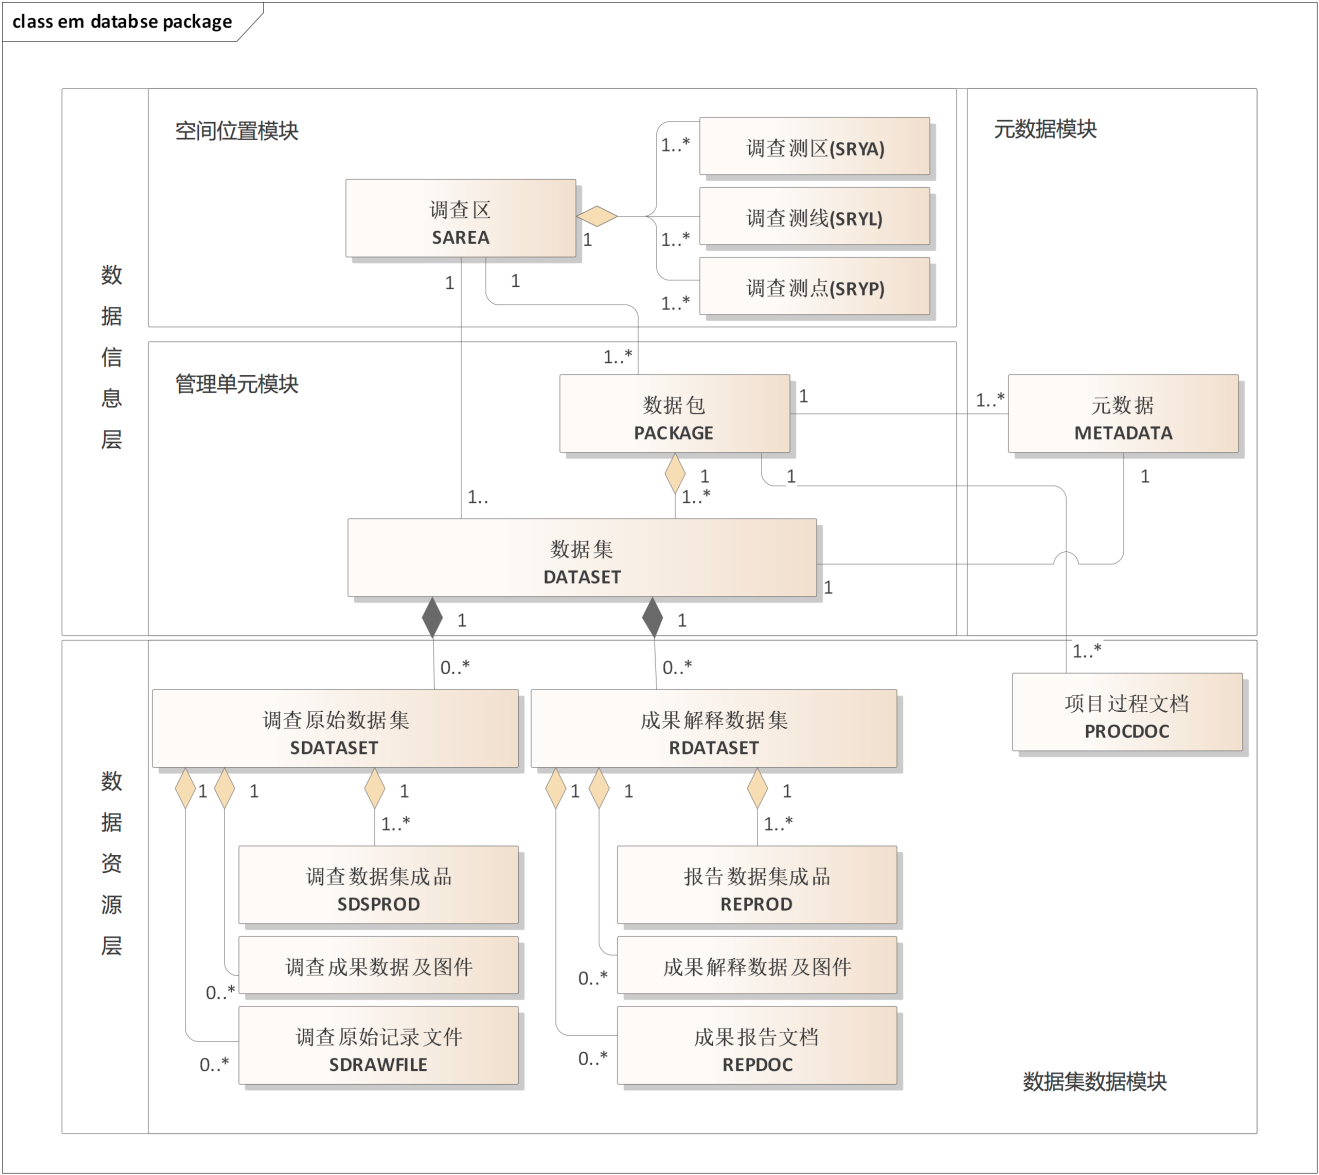 class em databse package
空间位置模块
元数据模块
调查测区(SRYA)
1..*
调查区
SAREA
1
调查测线(SRYL)
1..*
调查测点(SRYP)
1..*
1
1
数
据
信
息
层
管理单元模块
1..*
数据包
PACKAGE
1
1..*
元数据
METADATA
1
1
1
1..
1..*
数据集
DATASET
1
1
1
0..*
0..*
1..*
项目过程文档
PROCDOC
调查原始数据集
SDATASET
成果解释数据集
RDATASET
数
据
资
源
层
1
1
1
1
1
1
1..*
1..*
调查数据集成品
SDSPROD
报告数据集成品
REPROD
调查成果数据及图件
0..*
成果解释数据及图件
0..*
调查原始记录文件
SDRAWFILE
0..*
成果报告文档
REPDOC
0..*
数据集数据模块